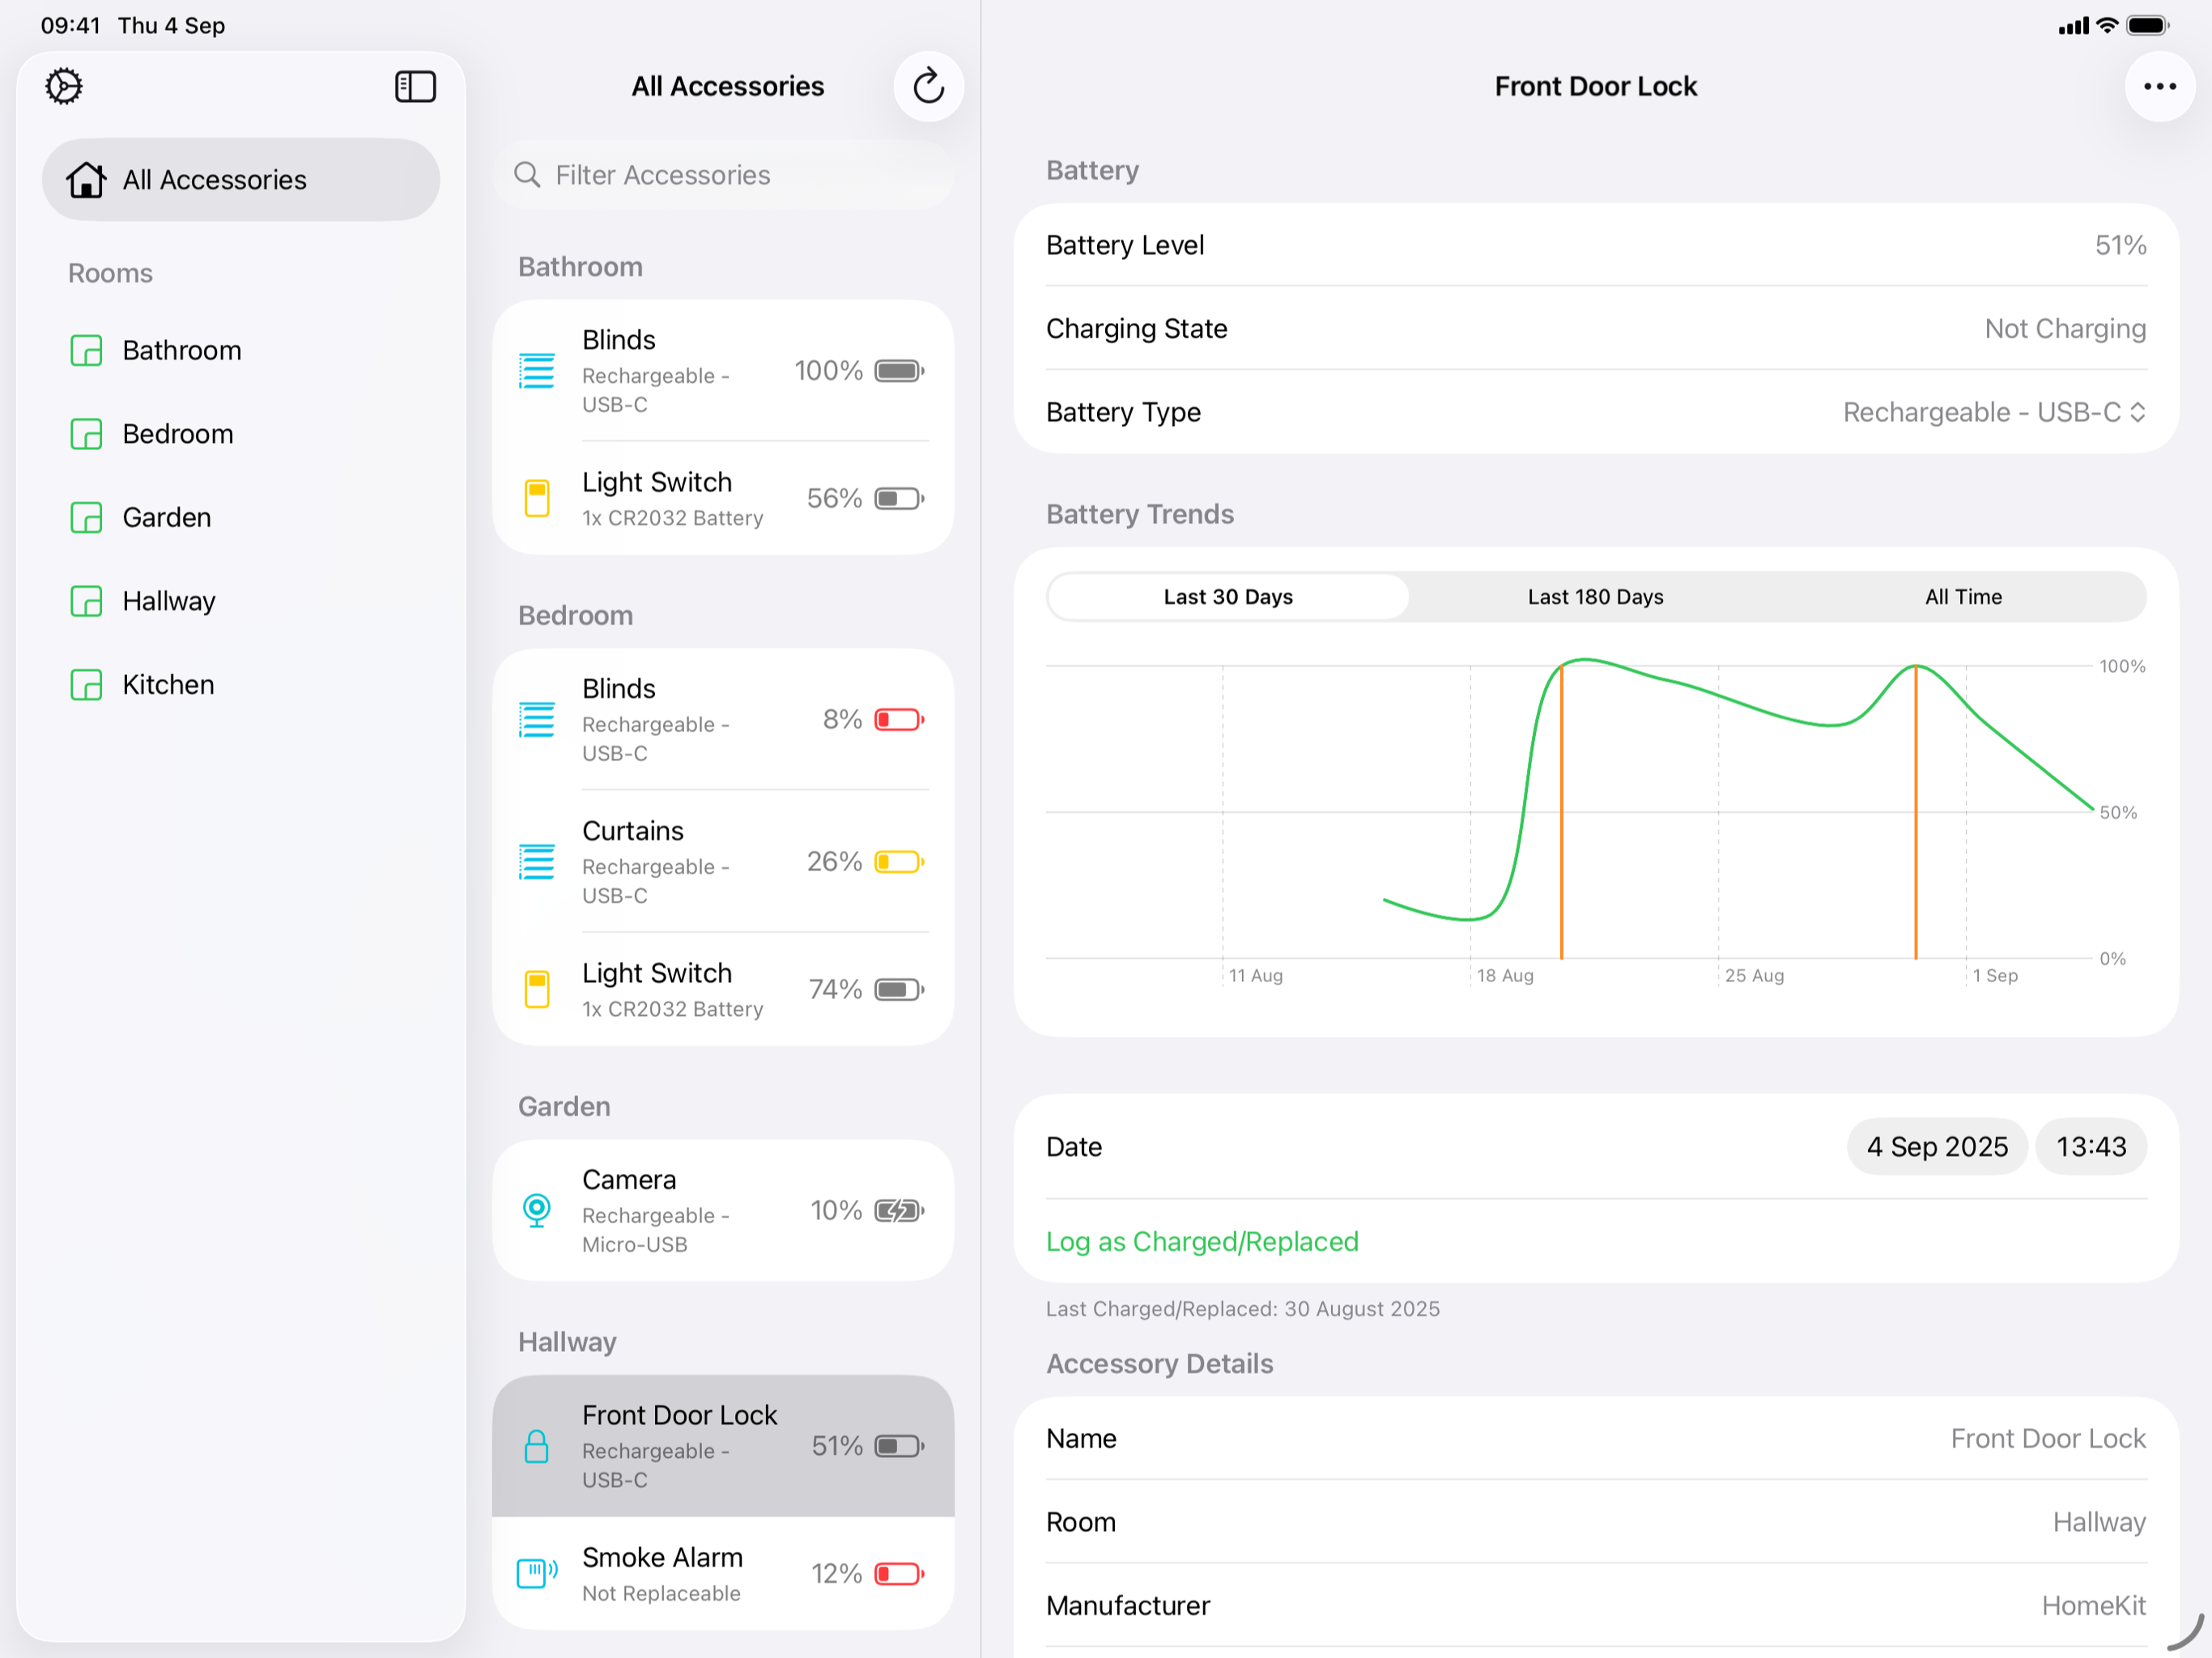 09:41 Thu 4 Sep
All Accessories
Rooms
Bathroom
Bedroom
Garden
Hallway
Kitchen
All Accessories
Filter Accessories
Bathroom
Blinds
Rechargeable -
USB-C
100%
Light Switch
1x CR2032 Battery
56%
Bedroom
Blinds
Rechargeable -
USB-C
8%
Curtains
Rechargeable -
USB-C
26%
Light Switch
1x CR2032 Battery
74%
Garden
Camera
Rechargeable -
Micro-USB
10%
Hallway
Front Door Lock
Rechargeable -
USB-C
51%
Smoke Alarm
Not Replaceable
12%
Front Door Lock
Battery
Battery Level 51%
Charging State Not Charging
Battery Type Rechargeable - USB-C
Battery Trends
Last 30 Days Last 180 Days All Time
100%
50%
0%
11 Aug 18 Aug 25 Aug 1 Sep
Date 4 Sep 2025 13:43
Log as Charged/Replaced
Last Charged/Replaced: 30 August 2025
Accessory Details
Name Front Door Lock
Room Hallway
Manufacturer HomeKit